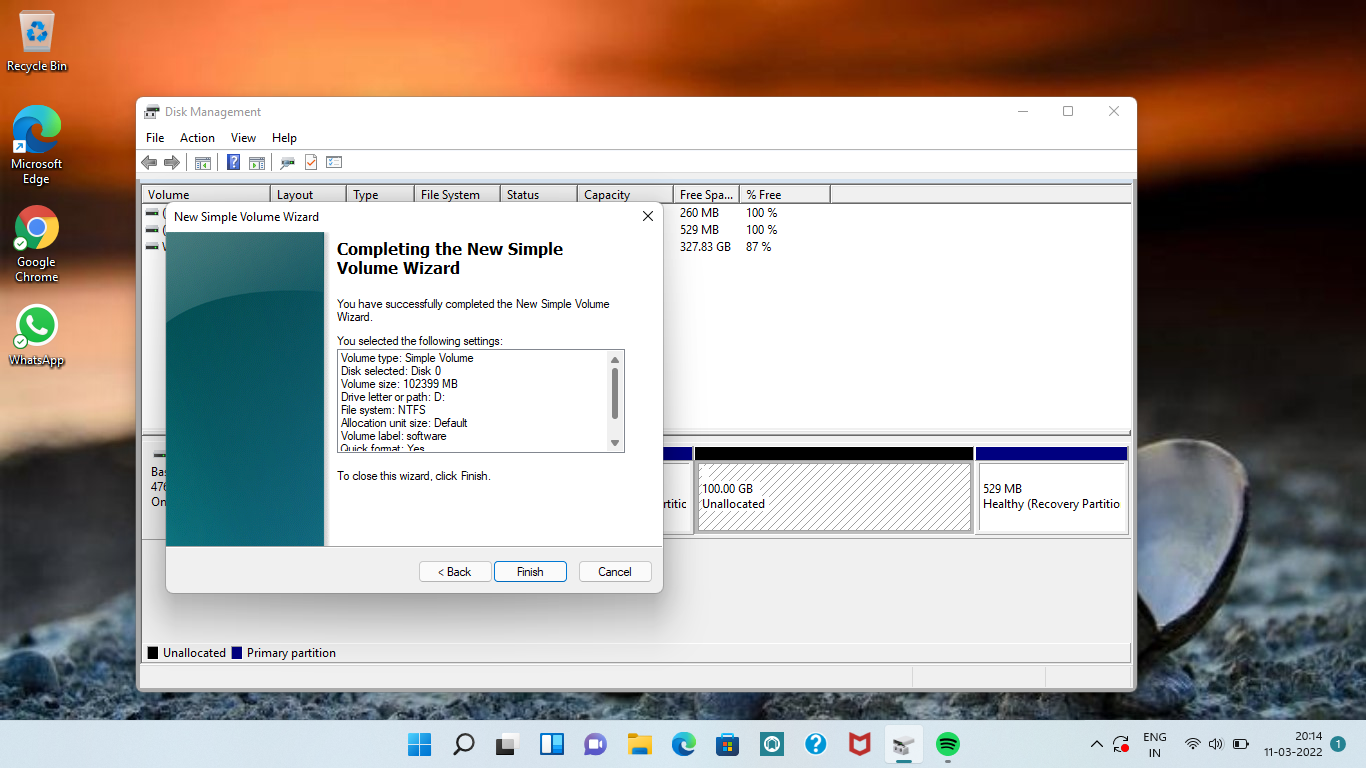 Recycle Bin
Microsoft
Edge
Google
Chrome
WhatsApp
Disk Management
File Action View Help
Volume Layout Type File System Status Capacity Free Spa... % Free
260 MB 100 %
529 MB 100 %
327.83 GB 87 %
New Simple Volume Wizard
Completing the New Simple
Volume Wizard
You have successfully completed the New Simple Volume
Wizard.
You selected the following settings:
Volume type: Simple Volume
Disk selected: Disk 0
Volume size: 102399 MB
Drive letter or path: D:
File system: NTFS
Allocation unit size: Default
Volume label: software
Quick format: Yes
To close this wizard, click Finish.
< Back Finish Cancel
Bas
476
On
rtitic
100.00 GB
Unallocated
529 MB
Healthy (Recovery Partitio
Unallocated Primary partition
ENG
IN
20:14
11-03-2022
1